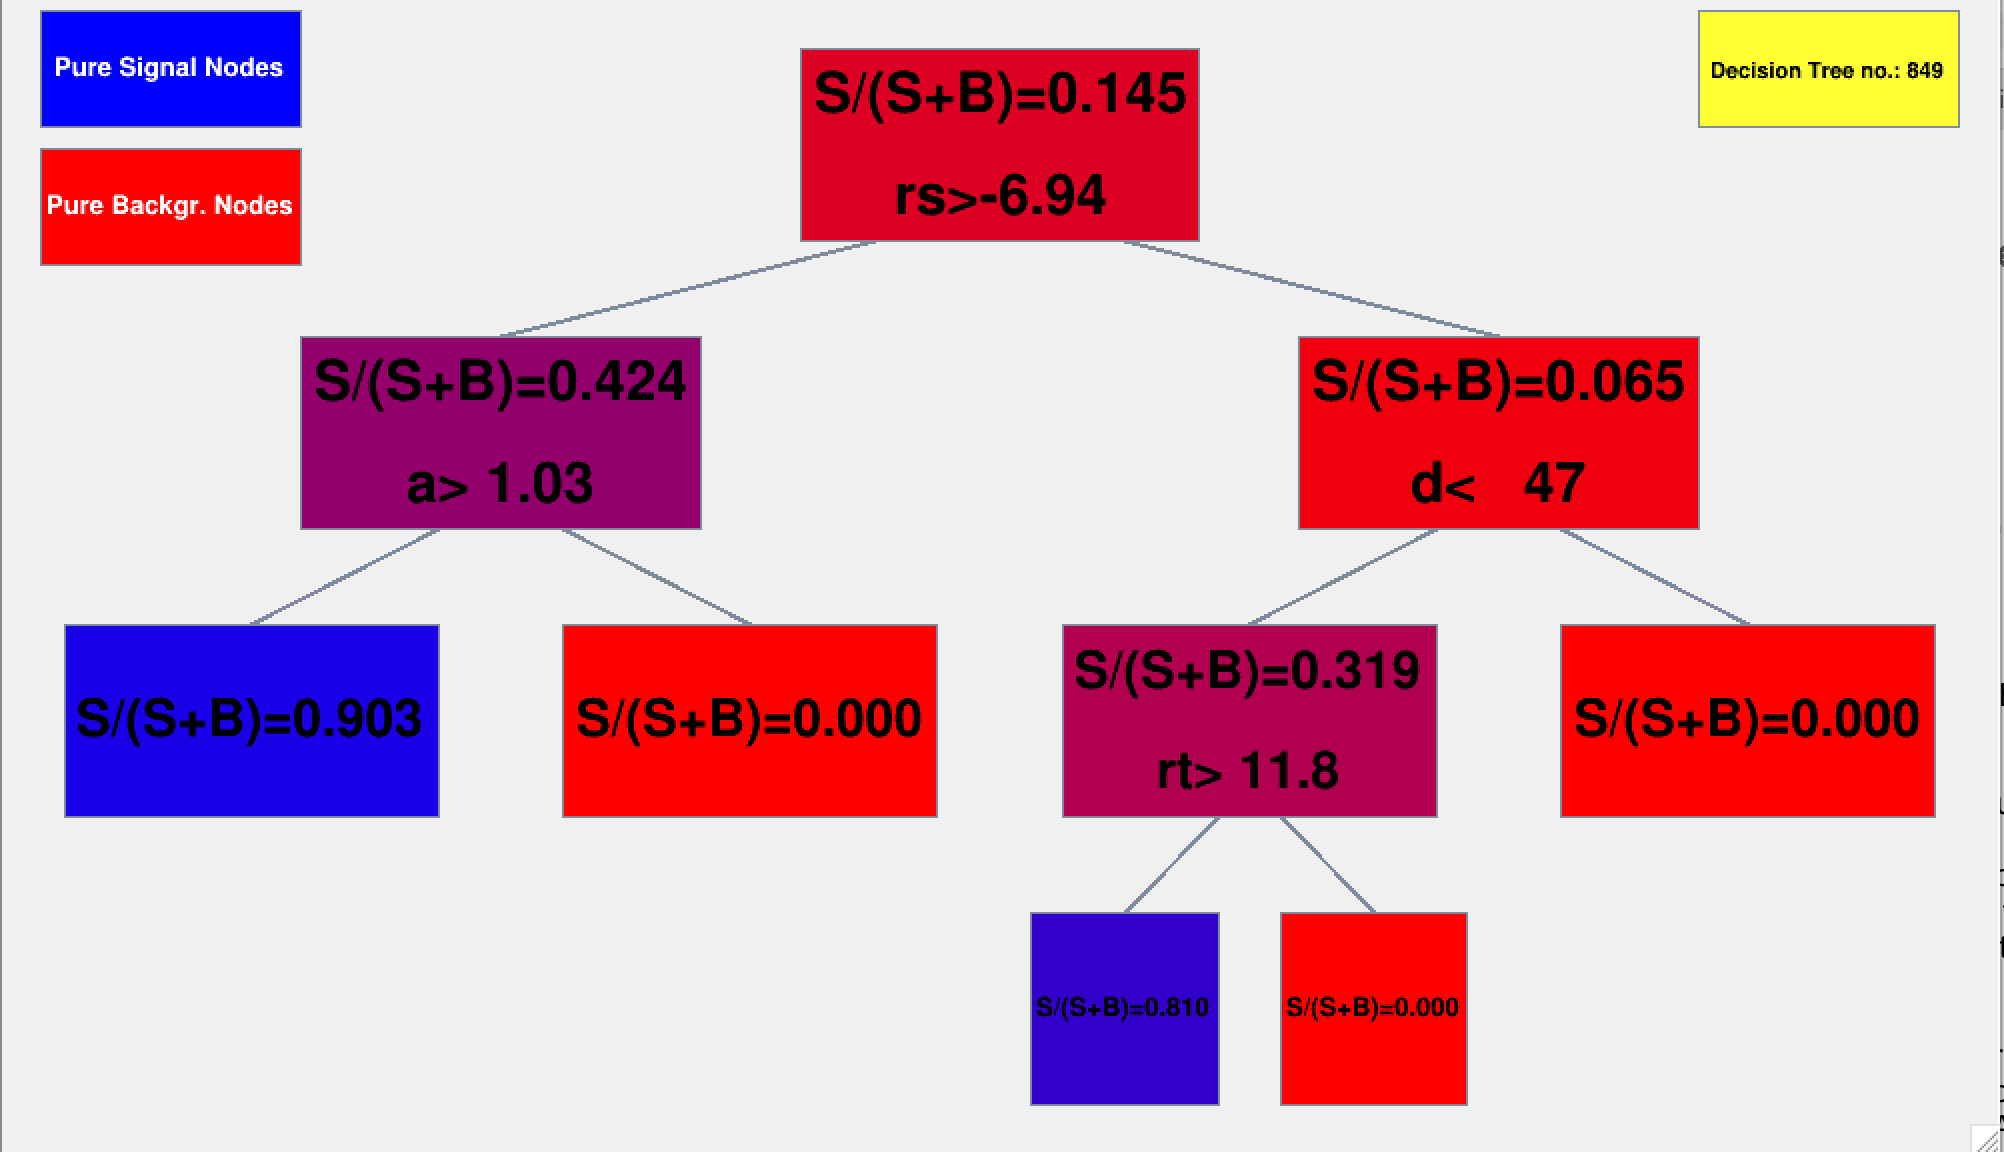 Pure Signal Nodes
Pure Backgr. Nodes
Decision Tree no.: 849
S/(S+B)=0.145
rs>-6.94
S/(S+B)=0.424
a> 1.03
S/(S+B)=0.065
d<   47
S/(S+B)=0.903
S/(S+B)=0.000
S/(S+B)=0.319
rt> 11.8
S/(S+B)=0.000
S/(S+B)=0.810
S/(S+B)=0.000